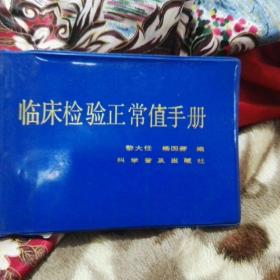 临床检验正常值手册
黎大任 杨国卿 编
科学普及出版社